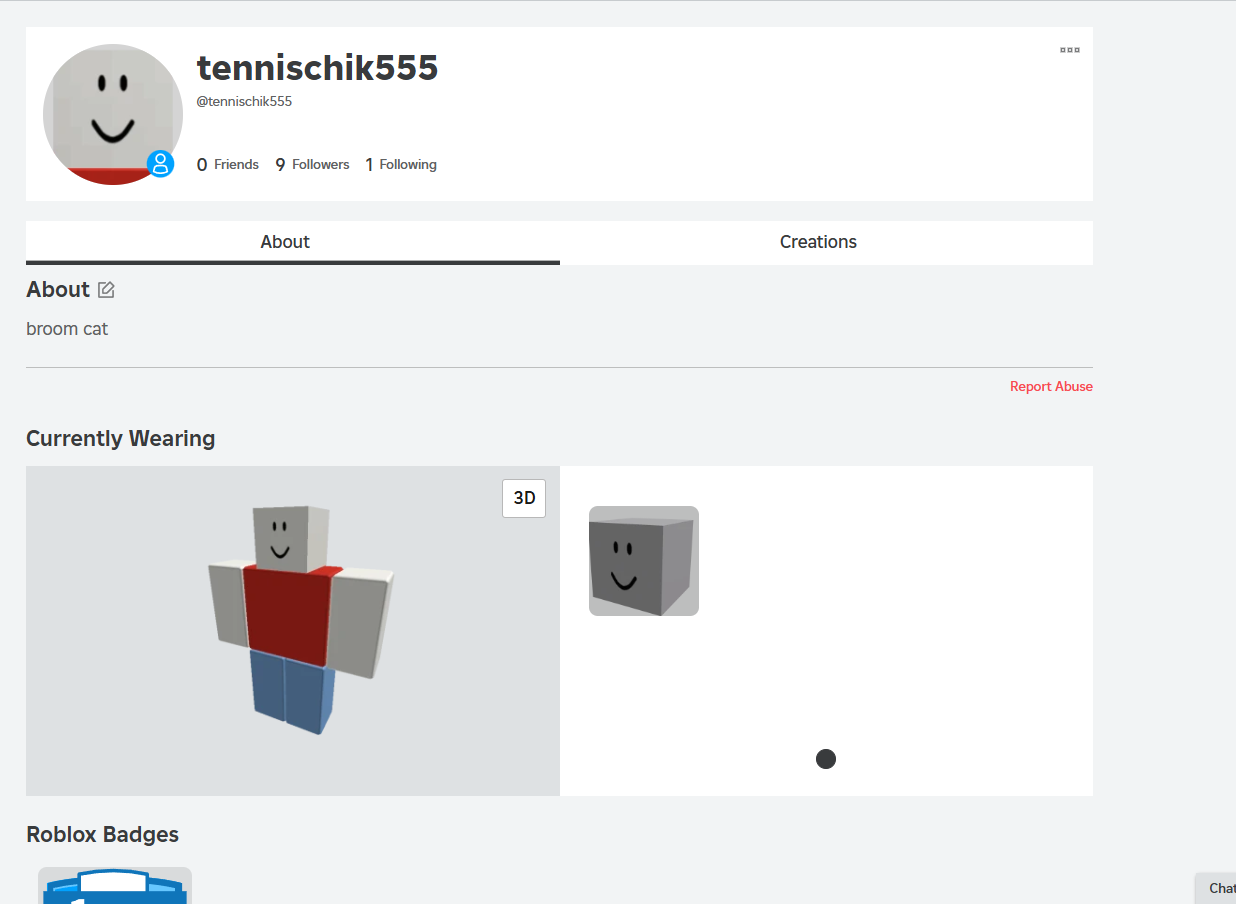 tennischik555
@tennischik555
0 Friends 9 Followers 1 Following
About Creations
About
broom cat
Report Abuse
Currently Wearing
3D
Roblox Badges
Chat